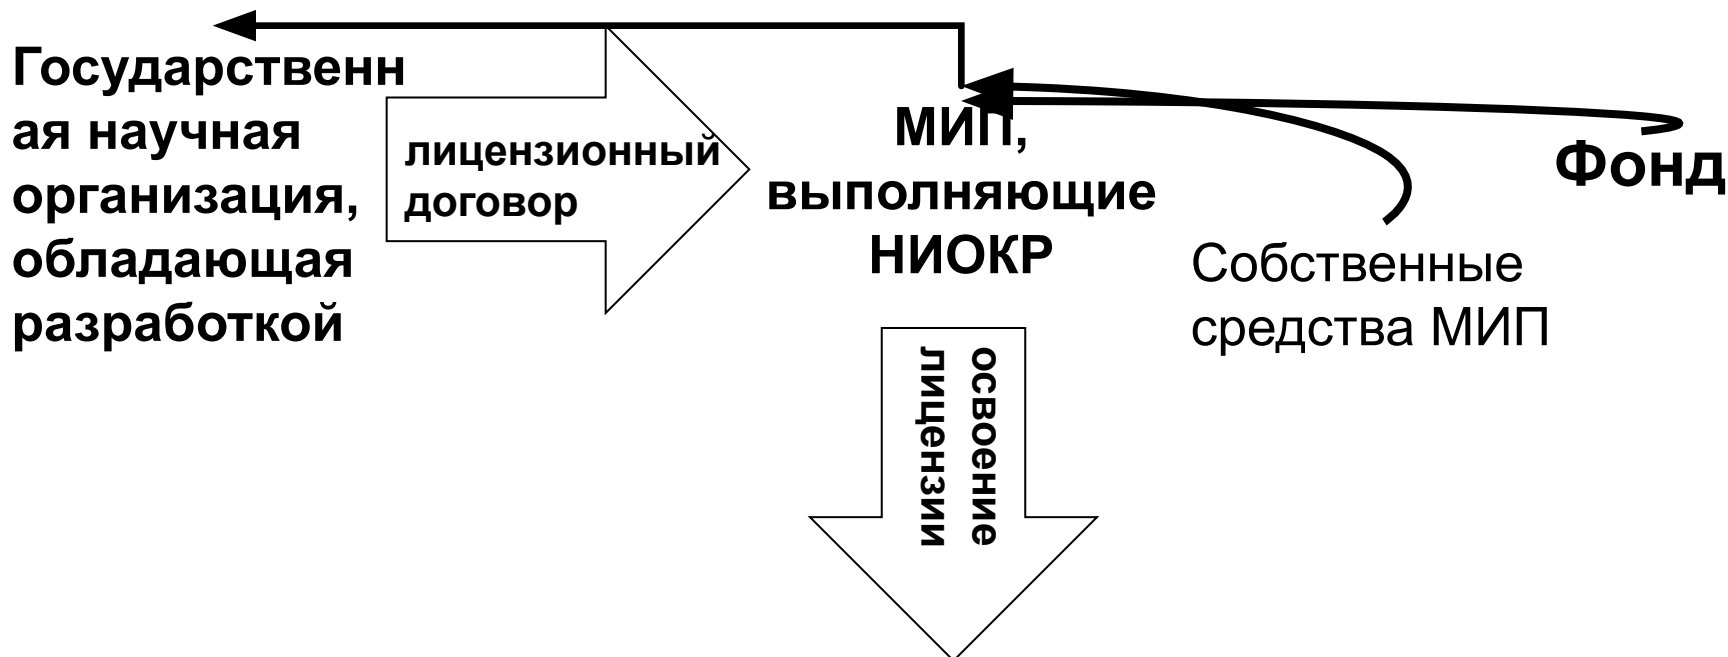 Государственн
ая научная
организация,
обладающая
разработкой
лицензионный
договор
МИП,
выполняющие
НИОКР
Фонд
Собственные
средства МИП
освоение
лицензии